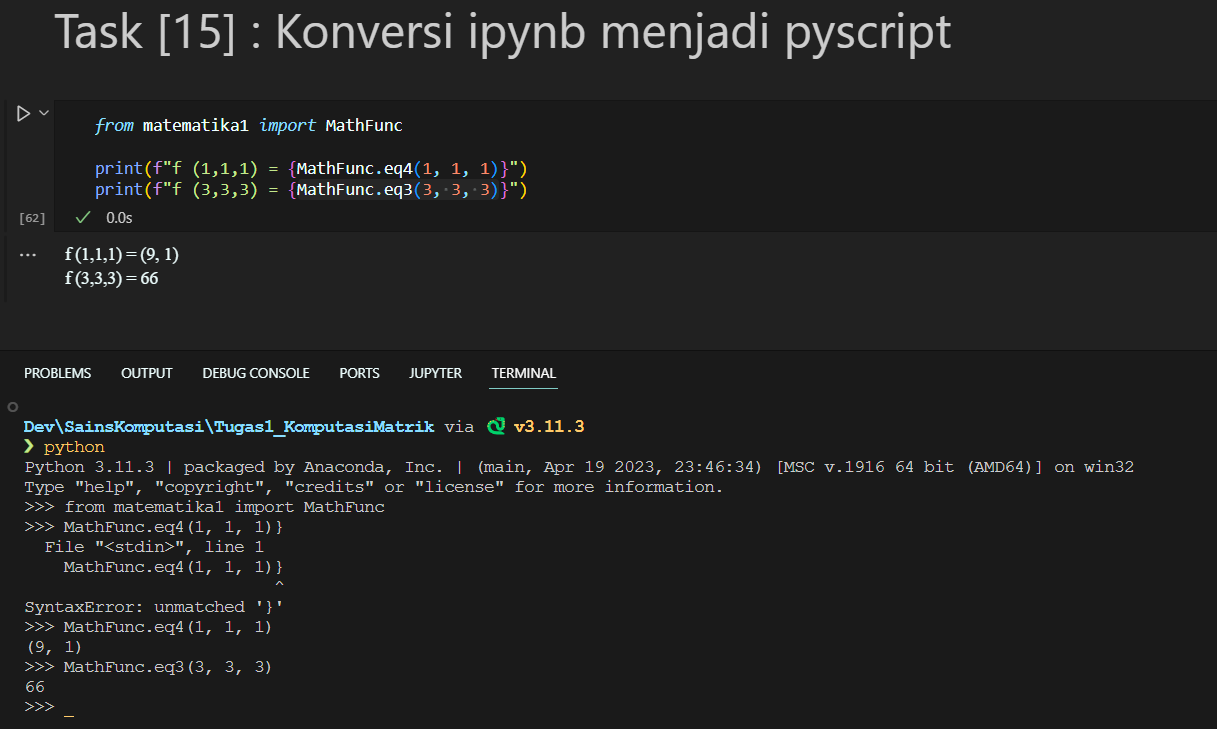 Task [15] : Konversi ipynb menjadi pyscript
from matematika1 import MathFunc
print(f"f (1,1,1) = {MathFunc.eq4(1, 1, 1)}")
print(f"f (3,3,3) = {MathFunc.eq3(3, 3, 3)}")
[62]
0.0s
f (1,1,1) = (9, 1)
f (3,3,3) = 66
PROBLEMS OUTPUT DEBUG CONSOLE PORTS JUPYTER TERMINAL
Dev\SainsKomputasi\Tugas1_KomputasiMatrik via v3.11.3
❯ python
Python 3.11.3 | packaged by Anaconda, Inc. | (main, Apr 19 2023, 23:46:34) [MSC v.1916 64 bit (AMD64)] on win32
Type "help", "copyright", "credits" or "license" for more information.
>>> from matematika1 import MathFunc
>>> MathFunc.eq4(1, 1, 1)}
File "<stdin>", line 1
MathFunc.eq4(1, 1, 1)}
^
SyntaxError: unmatched '}'
>>> MathFunc.eq4(1, 1, 1)
(9, 1)
>>> MathFunc.eq3(3, 3, 3)
66
>>> _